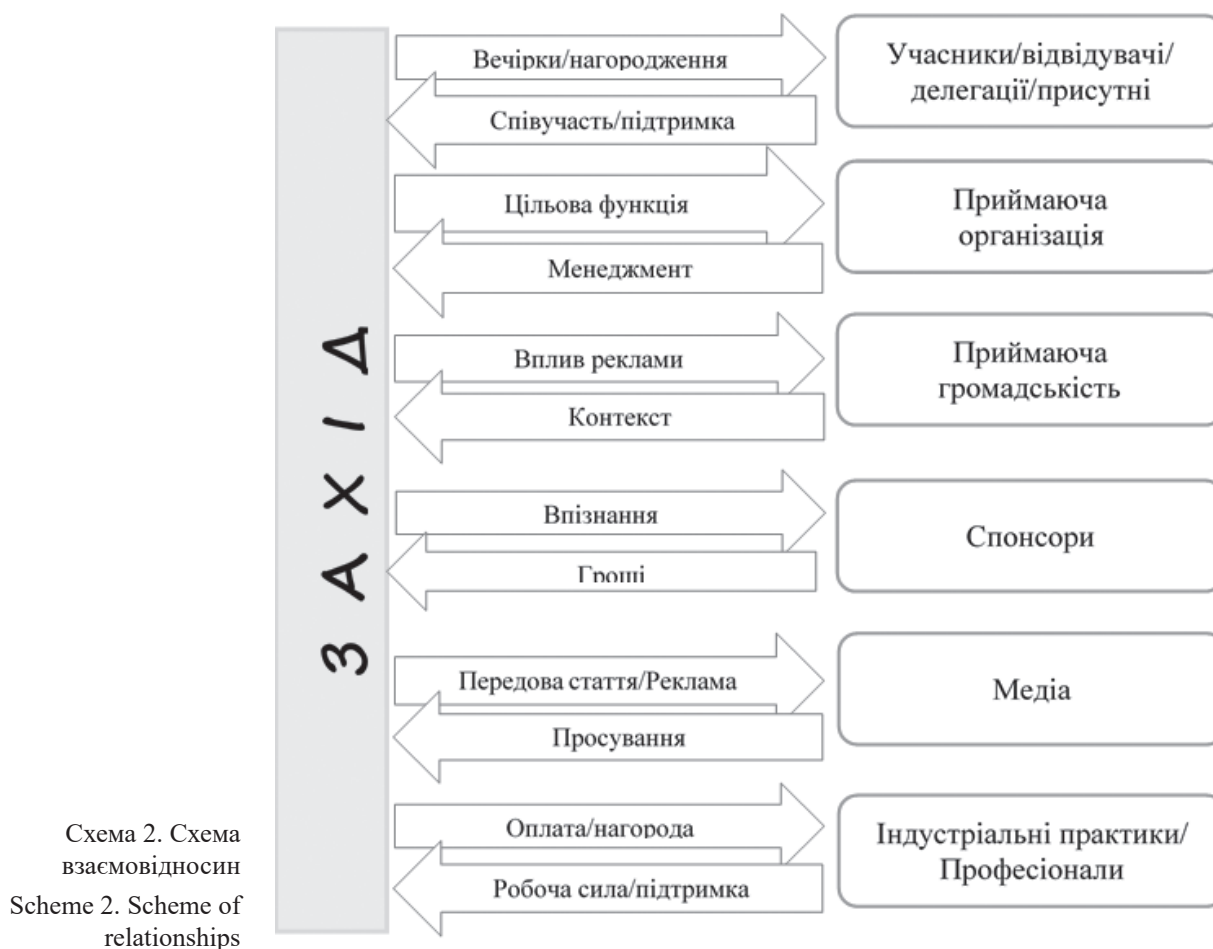 ЗАХІД
Вечірки/нагородження
Співучасть/підтримка
Учасники/відвідувачі/
делегації/присутні
Цільова функція
Менеджмент
Приймаюча
організація
Вплив реклами
Контекст
Приймаюча
громадськість
Впізнання
Гроші
Спонсори
Передова стаття/Реклама
Просування
Медіа
Оплата/нагорода
Робоча сила/підтримка
Індустріальні практики/
Професіонали
Схема 2. Схема
взаємовідносин
Scheme 2. Scheme of
relationships